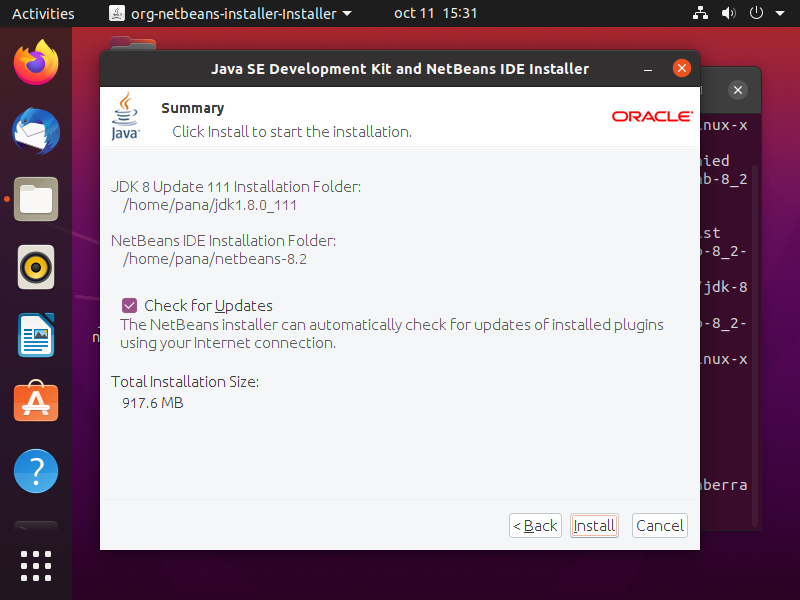 Activities
org-netbeans-installer-Installer
oct 11 15:31
Java SE Development Kit and NetBeans IDE Installer
Java
Summary
Click Install to start the installation.
ORACLE
JDK 8 Update 111 Installation Folder:
/home/pana/jdk1.8.0_111
NetBeans IDE Installation Folder:
/home/pana/netbeans-8.2
Check for Updates
The NetBeans installer can automatically check for updates of installed plugins
using your Internet connection.
Total Installation Size:
917.6 MB
< Back
Install
Cancel
nux-x
nied
b-8_2
st
-8_2-
/jdk-8
-8_2-
nux-x
nberra